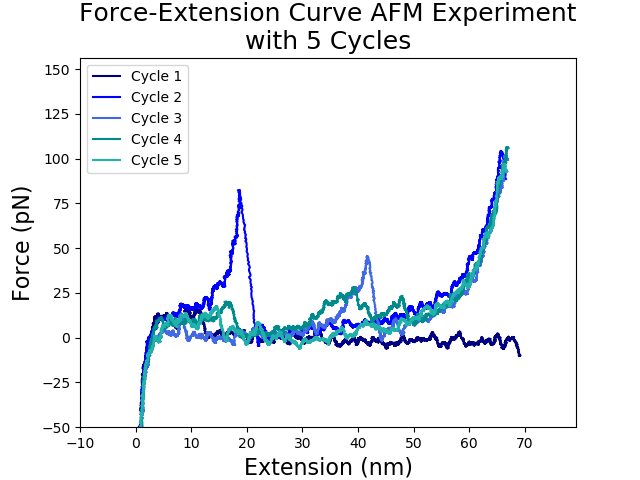 Force-Extension Curve AFM Experiment
with 5 Cycles
Cycle 1
Cycle 2
Cycle 3
Cycle 4
Cycle 5
150
125
100
75
50
25
0
−25
−50
Force (pN)
−10 0 10 20 30 40 50 60 70
Extension (nm)